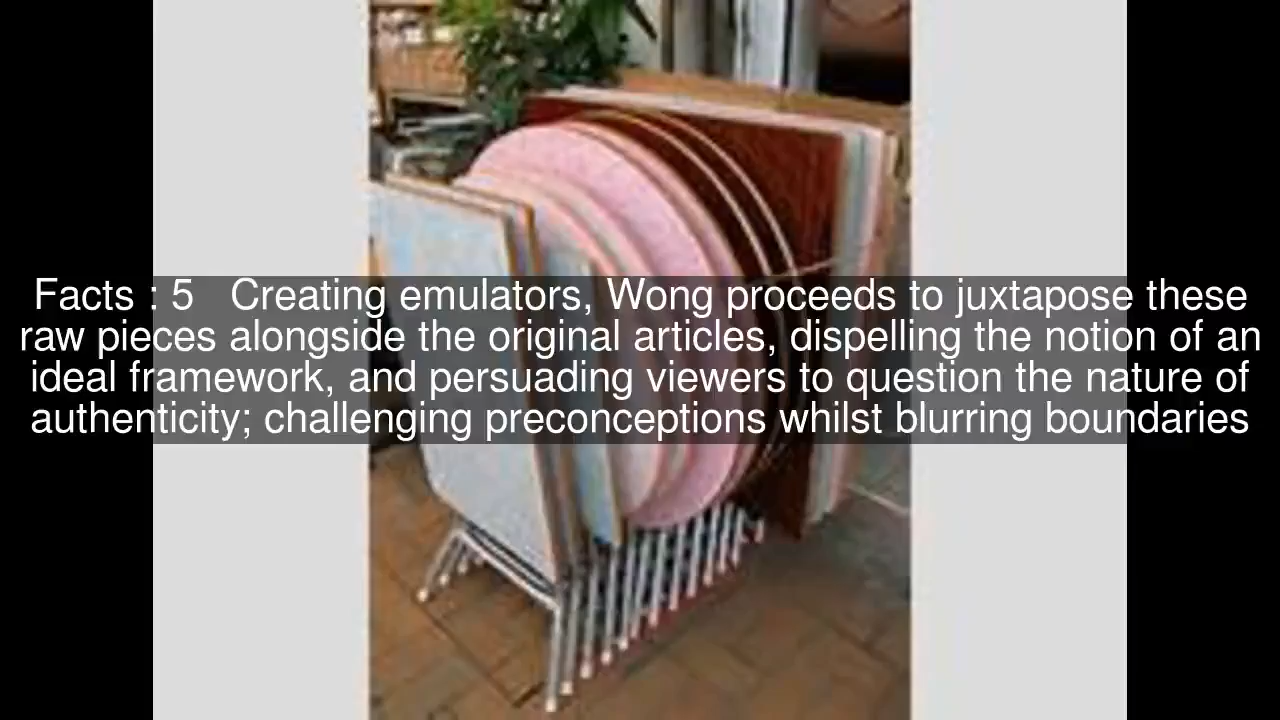 Facts : 5 Creating emulators, Wong proceeds to juxtapose these
raw pieces alongside the original articles, dispelling the notion of an
ideal framework, and persuading viewers to question the nature of
authenticity; challenging preconceptions whilst blurring boundaries